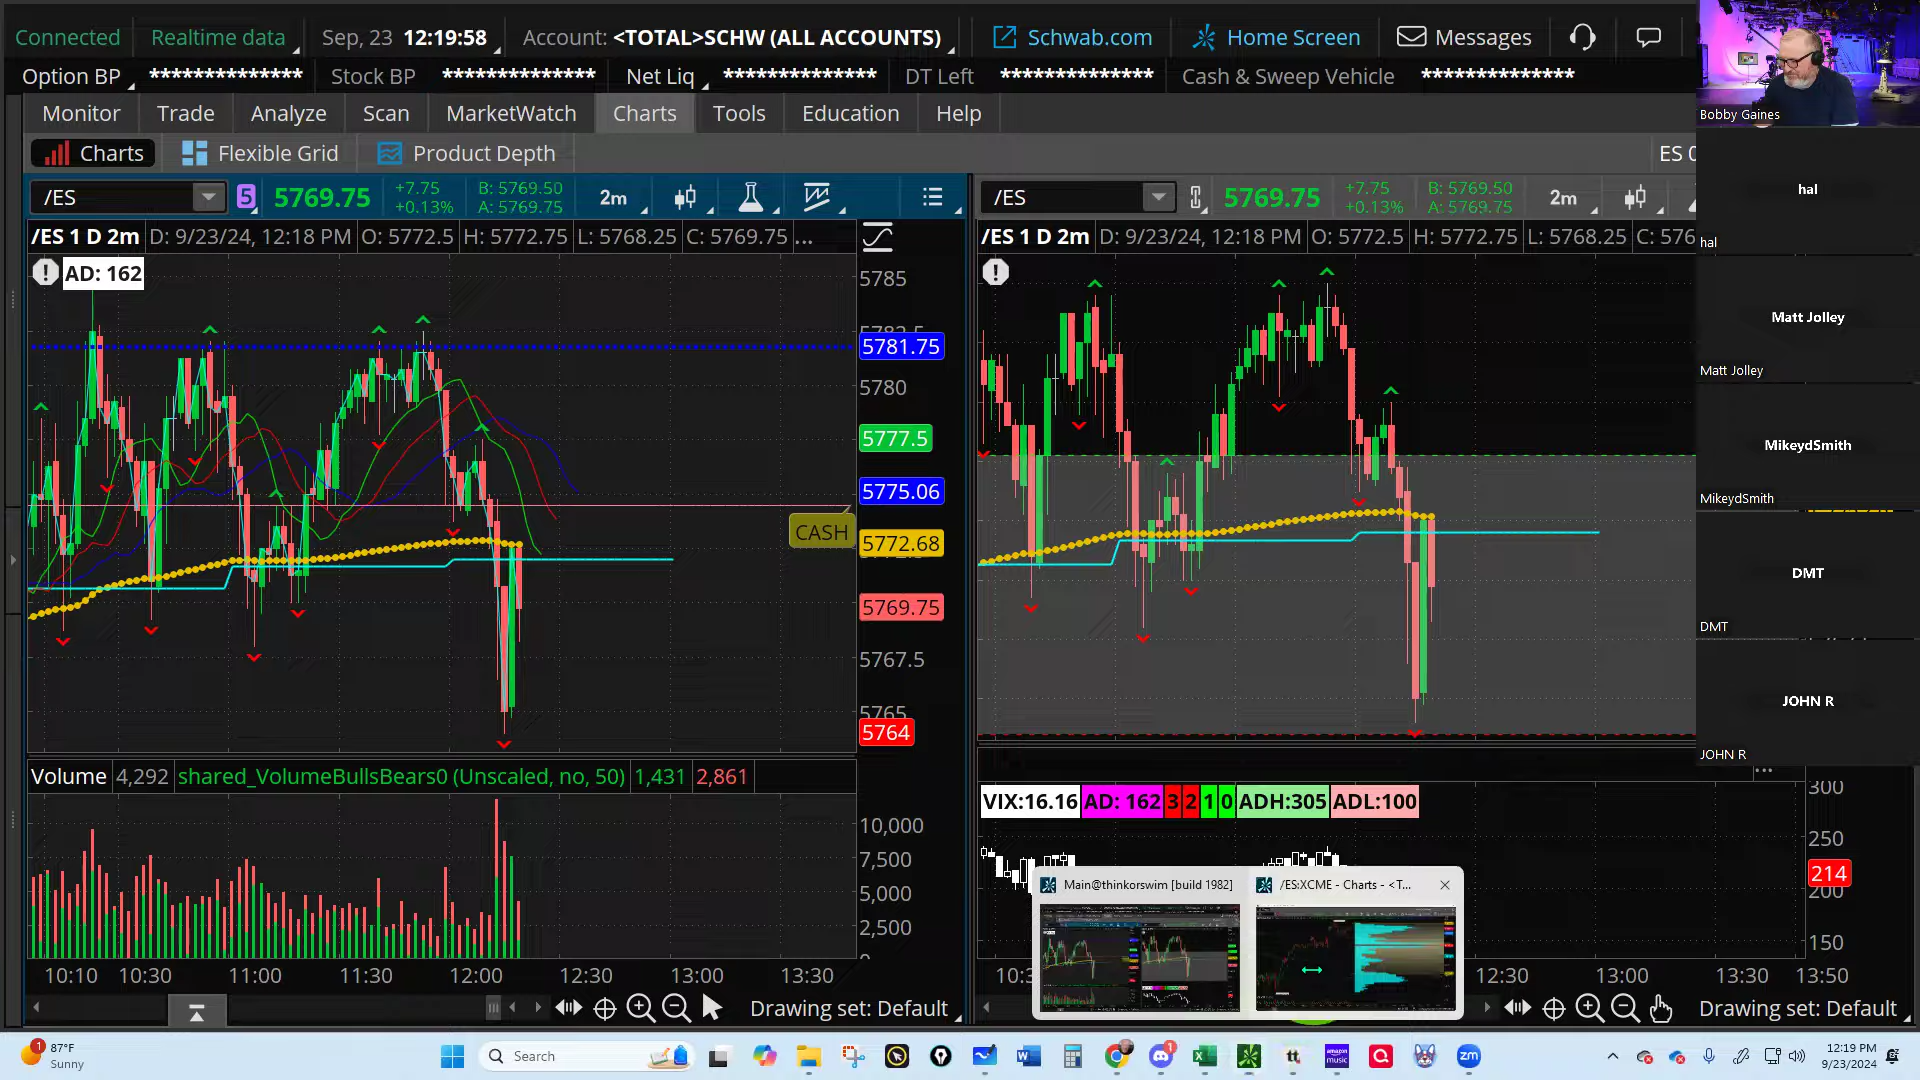 Connected Realtime data Sep, 23 12:19:58 Account: <TOTAL>SCHW (ALL ACCOUNTS) Schwab.com Home Screen Messages
Option BP ************** Stock BP ************** Net Liq ************** DT Left ************** Cash & Sweep Vehicle **************
Monitor Trade Analyze Scan MarketWatch Charts Tools Education Help
Charts Flexible Grid Product Depth
/ES 5 5769.75 +7.75 +0.13% B: 5769.50 A: 5769.75 2m
/ES 1 D 2m D: 9/23/24, 12:18 PM O: 5772.5 H: 5772.75 L: 5768.25 C: 5769.75 ...
AD: 162
5785
5781.75
5780
5777.5
5775.06
CASH
5772.68
5769.75
5767.5
5765
5764
Volume 4,292 shared_VolumeBullsBears0 (Unscaled, no, 50) 1,431 2,861
10,000
7,500
5,000
2,500
10:10 10:30 11:00 11:30 12:00 12:30 13:00 13:30
Drawing set: Default
/ES 5769.75 +7.75 +0.13% B: 5769.50 A: 5769.75 2m
/ES 1 D 2m D: 9/23/24, 12:18 PM O: 5772.5 H: 5772.75 L: 5768.25
VIX:16.16 AD: 162 3 2 1 0 ADH:305 ADL:100
300
250
214
200
150
Main@thinkorswim [build 1982] /ES:XCME - Charts - <T...
12:30 13:00 13:30 13:50
Drawing set: Default
Bobby Gaines
hal
hal
Matt Jolley
Matt Jolley
MikeydSmith
MikeydSmith
DMT
DMT
JOHN R
JOHN R
1
87°F
Sunny
Search
W
tt
amazon music
zm
12:19 PM
9/23/2024